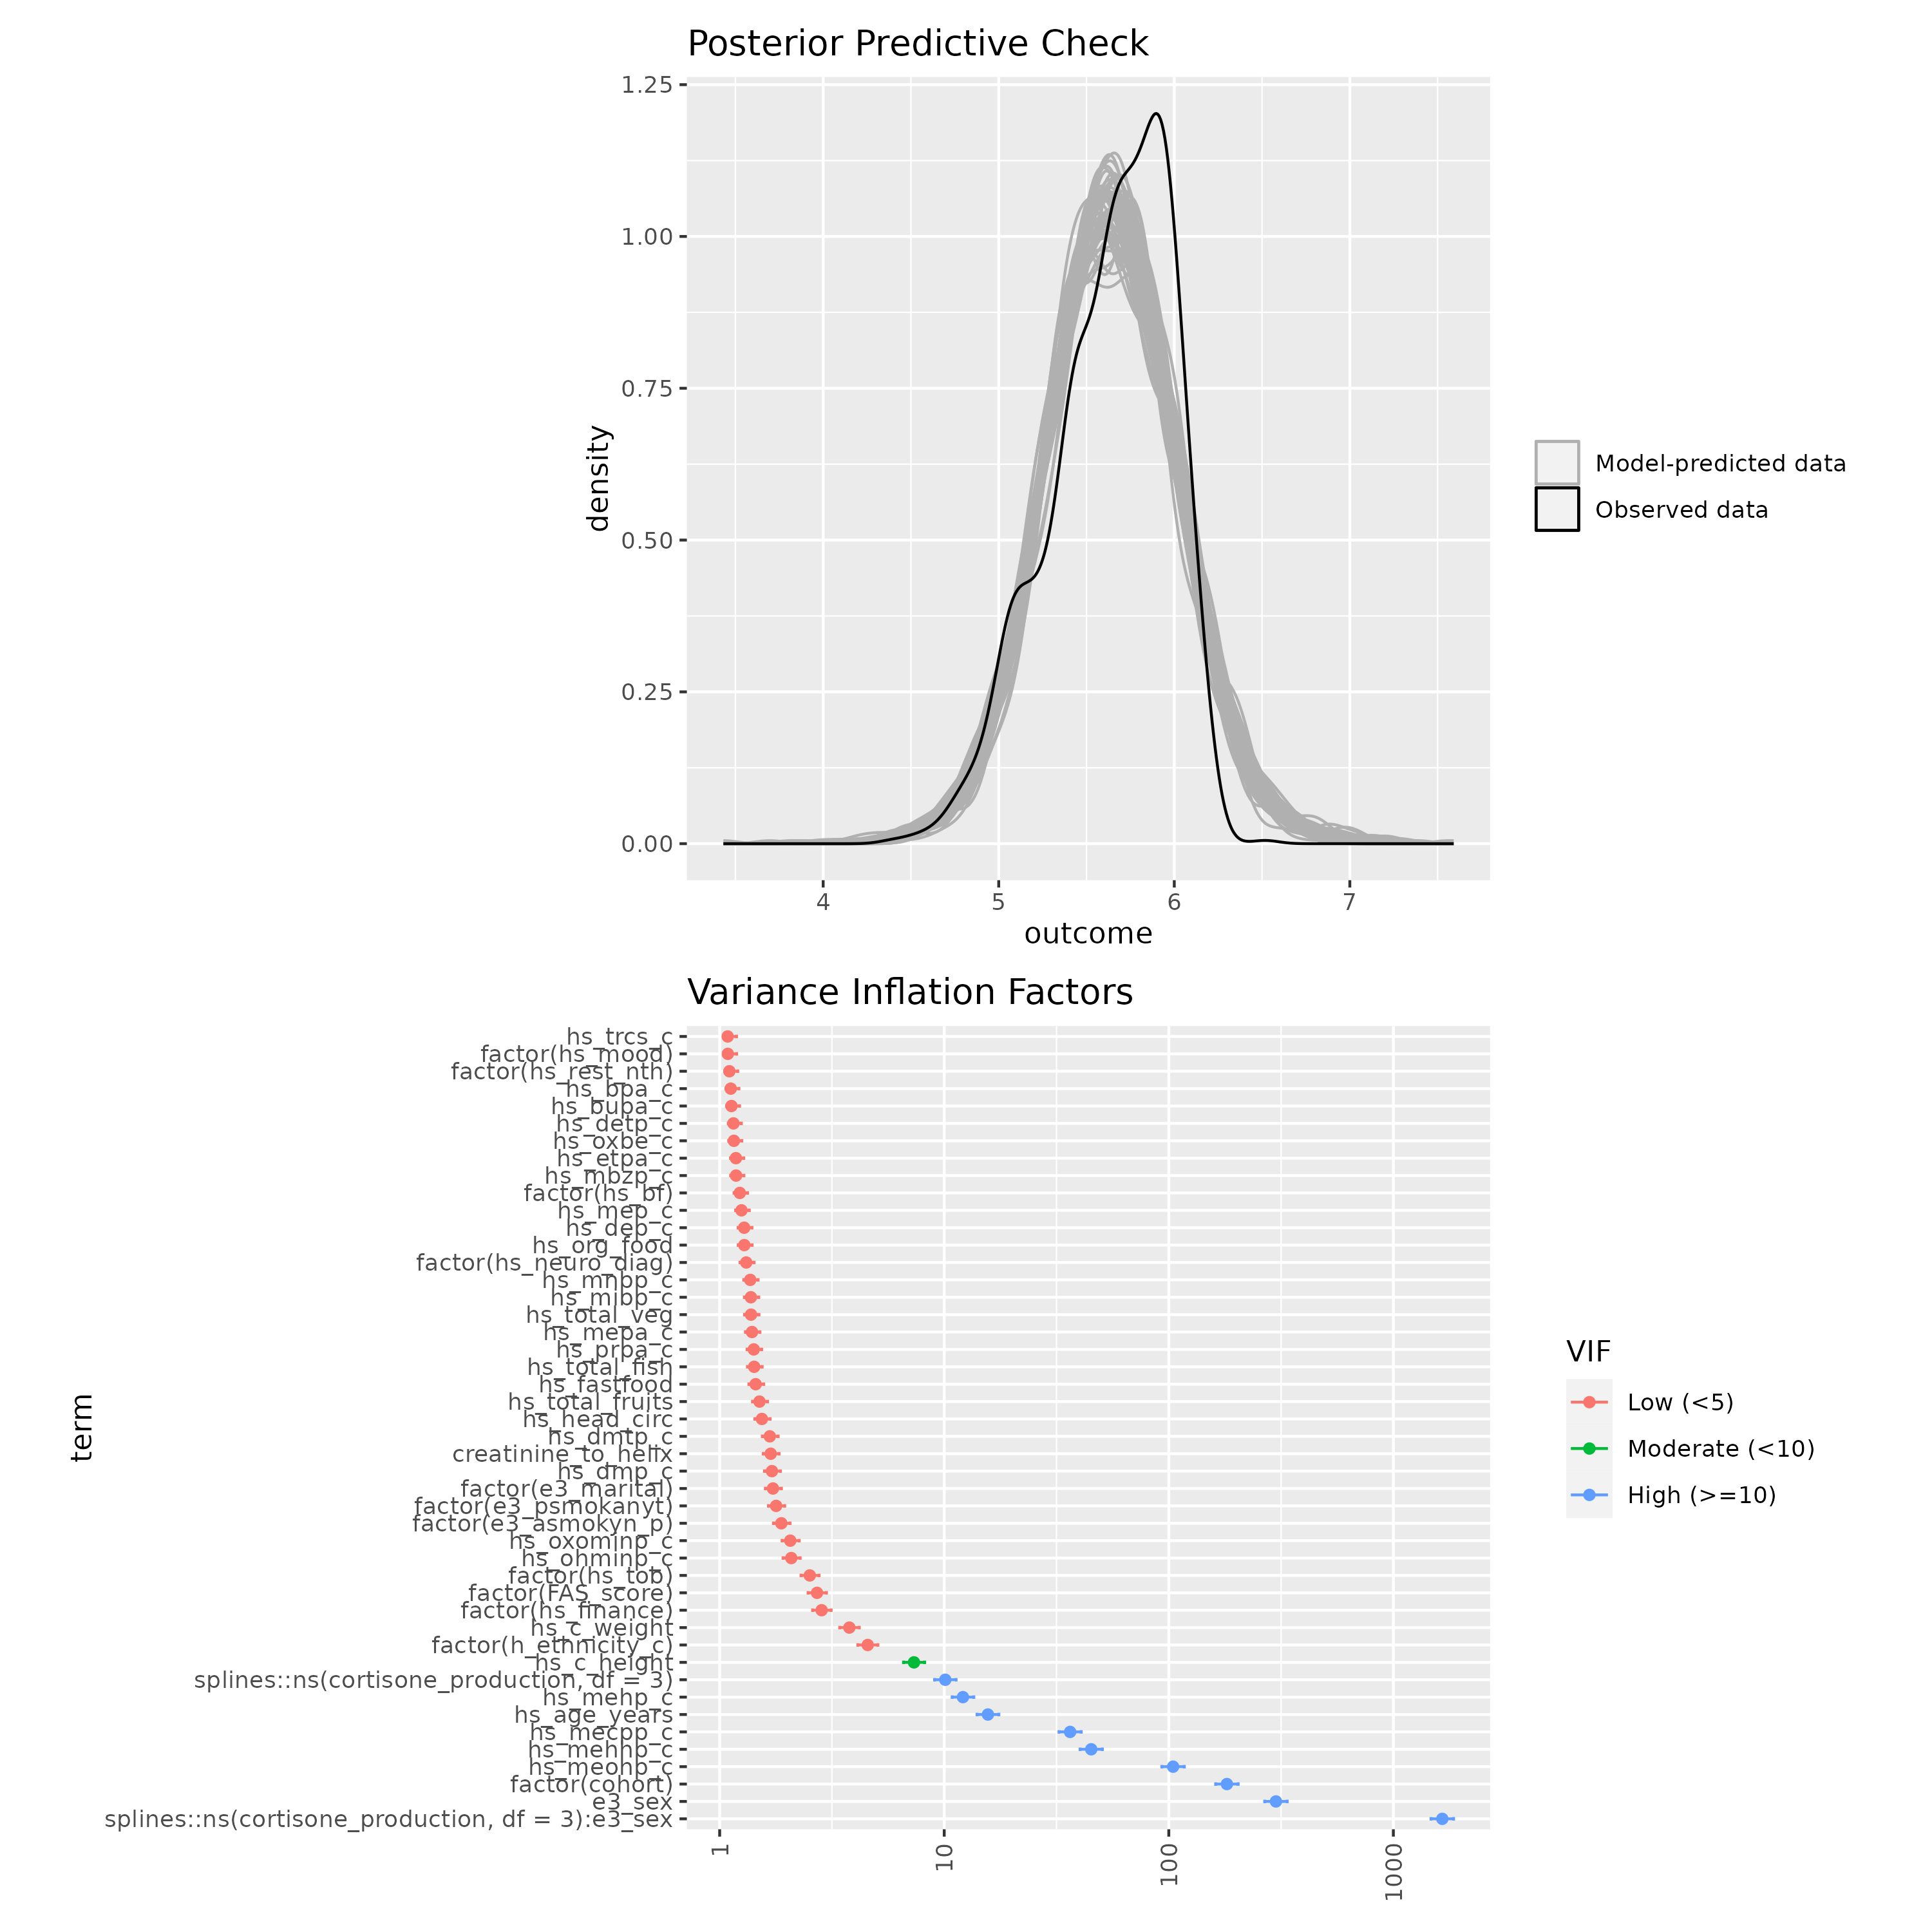 Posterior Predictive Check
1.25
1.00
0.75
0.50
0.25
0.00
density
4 5 6 7
outcome
Model-predicted data
Observed data
Variance Inflation Factors
hs_trcs_c
factor(hs_mood)
factor(hs_rest_nth)
hs_bpa_c
hs_bupa_c
hs_detp_c
hs_oxbe_c
hs_etpa_c
hs_mbzp_c
factor(hs_bf)
hs_mep_c
hs_dep_c
hs_org_food
factor(hs_neuro_diag)
hs_mnbp_c
hs_mibp_c
hs_total_veg
hs_mepa_c
hs_prpa_c
hs_total_fish
hs_fastfood
hs_total_fruits
hs_head_circ
hs_dmtp_c
creatinine_to_helix
hs_dmp_c
factor(e3_marital)
factor(e3_psmokanyt)
factor(e3_asmokyn_p)
hs_oxominp_c
hs_ohminp_c
factor(hs_tob)
factor(FAS_score)
factor(hs_finance)
hs_c_weight
factor(h_ethnicity_c)
hs_c_height
splines::ns(cortisone_production, df = 3)
hs_mehp_c
hs_age_years
hs_mecpp_c
hs_mehhp_c
hs_meohp_c
factor(cohort)
e3_sex
splines::ns(cortisone_production, df = 3):e3_sex
term
1 10 100 1000
VIF
Low (<5)
Moderate (<10)
High (>=10)